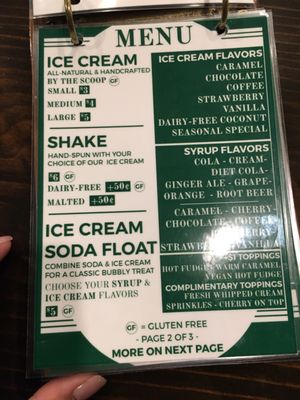 MENU
ICE CREAM
ALL-NATURAL & HANDCRAFTED
BY THE SCOOP GF
SMALL $3
MEDIUM $4
LARGE $5
SHAKE
HAND-SPUN WITH YOUR
CHOICE OF OUR ICE CREAM
$6 GF
DAIRY-FREE +50¢ GF
MALTED +50¢
ICE CREAM
SODA FLOAT
COMBINE SODA & ICE CREAM
FOR A CLASSIC BUBBLY TREAT
CHOOSE YOUR SYRUP &
ICE CREAM FLAVORS
$5 GF
ICE CREAM FLAVORS
CARAMEL
CHOCOLATE
COFFEE
STRAWBERRY
VANILLA
DAIRY-FREE COCONUT
SEASONAL SPECIAL
SYRUP FLAVORS
COLA - CREAM-
DIET COLA-
GINGER ALE - GRAPE-
ORANGE - ROOT BEER
CARAMEL - CHERRY-
CHOCOLATE - COFFEE
STRAWBERRY - VANILLA
+$1 TOPPINGS
HOT FUDGE - WARM CARAMEL
VEGAN HOT FUDGE
COMPLIMENTARY TOPPINGS
FRESH WHIPPED CREAM
SPRINKLES - CHERRY ON TOP
GF = GLUTEN FREE
- PAGE 2 OF 3 -
MORE ON NEXT PAGE